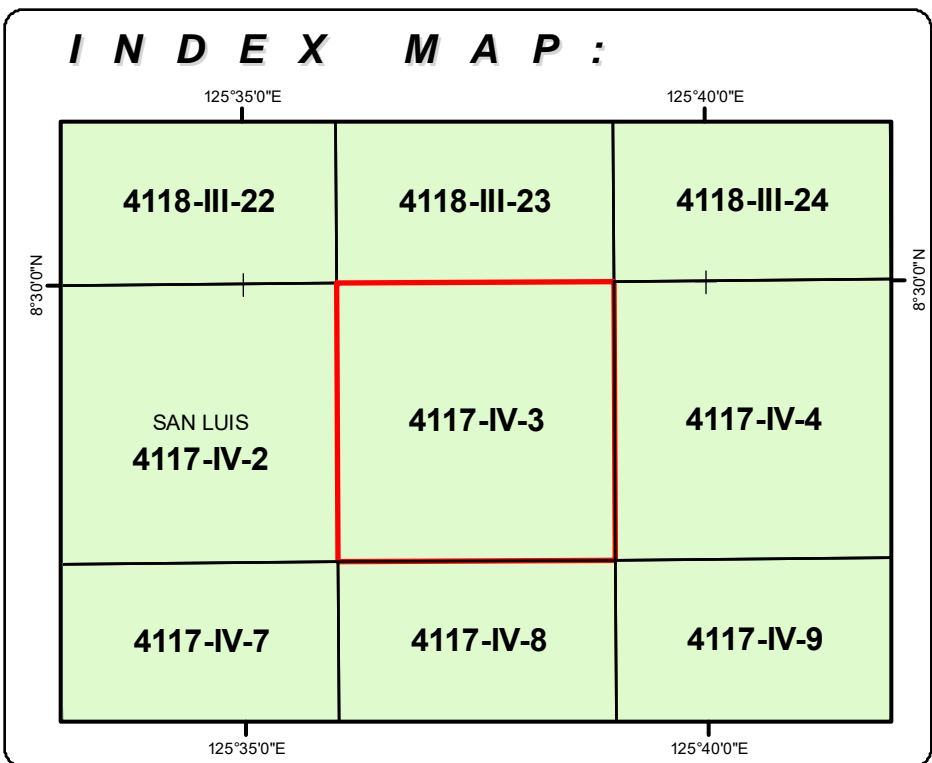 INDEX MAP:
125°35'0"E 125°40'0"E
4118-III-22 4118-III-23 4118-III-24
8°30'0"N 8°30'0"N
SAN LUIS
4117-IV-2 4117-IV-3 4117-IV-4
4117-IV-7 4117-IV-8 4117-IV-9
125°35'0"E 125°40'0"E